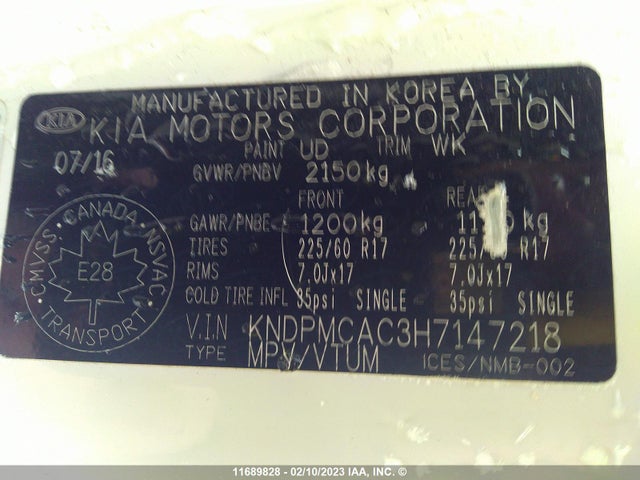 MANUFACTURED IN KOREA BY
KIA KIA MOTORS CORPORATION
07/16 PAINT UD TRIM WK
GVWR/PNBV 2150kg
FRONT
GAWR/PNBE 1200kg kg
TIRES 225/60 R17 R17
RIMS 7.0Jx17 7.0Jx17
COLD TIRE INFL 35psi SINGLE 35psi SINGLE
CMVSS · CANADA · NSVAC
E28
TRANSPORT
V.I.N KNDPMCAC3H7147218
TYPE MPV/VTUM ICES/NMB-002
11689828 - 02/10/2023 IAA, INC. ©